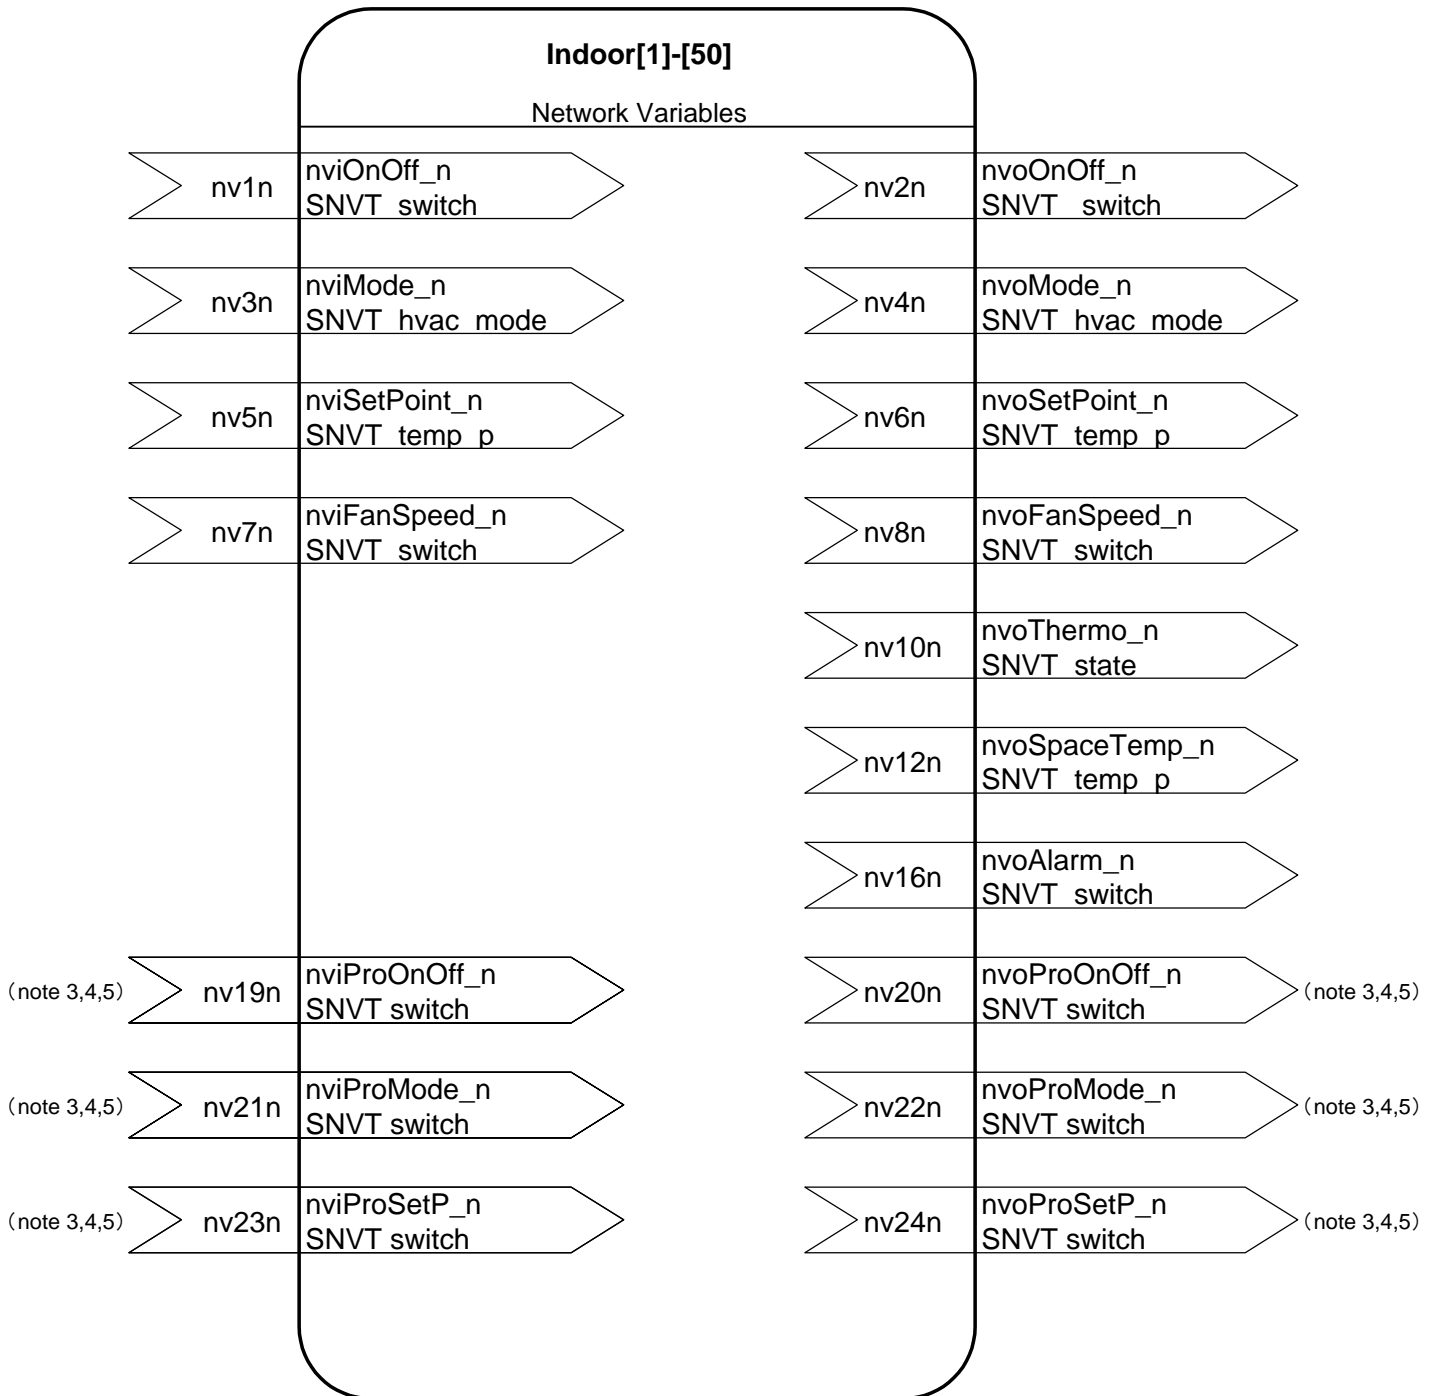 Indoor[1]-[50]
Network Variables
nv1n
nviOnOff_n
SNVT_switch
nv2n
nvoOnOff_n
SNVT_ switch
nv3n
nviMode_n
SNVT_hvac_mode
nv4n
nvoMode_n
SNVT_hvac_mode
nv5n
nviSetPoint_n
SNVT_temp_p
nv6n
nvoSetPoint_n
SNVT_temp_p
nv7n
nviFanSpeed_n
SNVT_switch
nv8n
nvoFanSpeed_n
SNVT_switch
nv10n
nvoThermo_n
SNVT_state
nv12n
nvoSpaceTemp_n
SNVT_temp_p
nv16n
nvoAlarm_n
SNVT_switch
(note 3,4,5)
nv19n
nviProOnOff_n
SNVT switch
nv20n
nvoProOnOff_n
SNVT switch
(note 3,4,5)
(note 3,4,5)
nv21n
nviProMode_n
SNVT switch
nv22n
nvoProMode_n
SNVT switch
(note 3,4,5)
(note 3,4,5)
nv23n
nviProSetP_n
SNVT switch
nv24n
nvoProSetP_n
SNVT switch
(note 3,4,5)